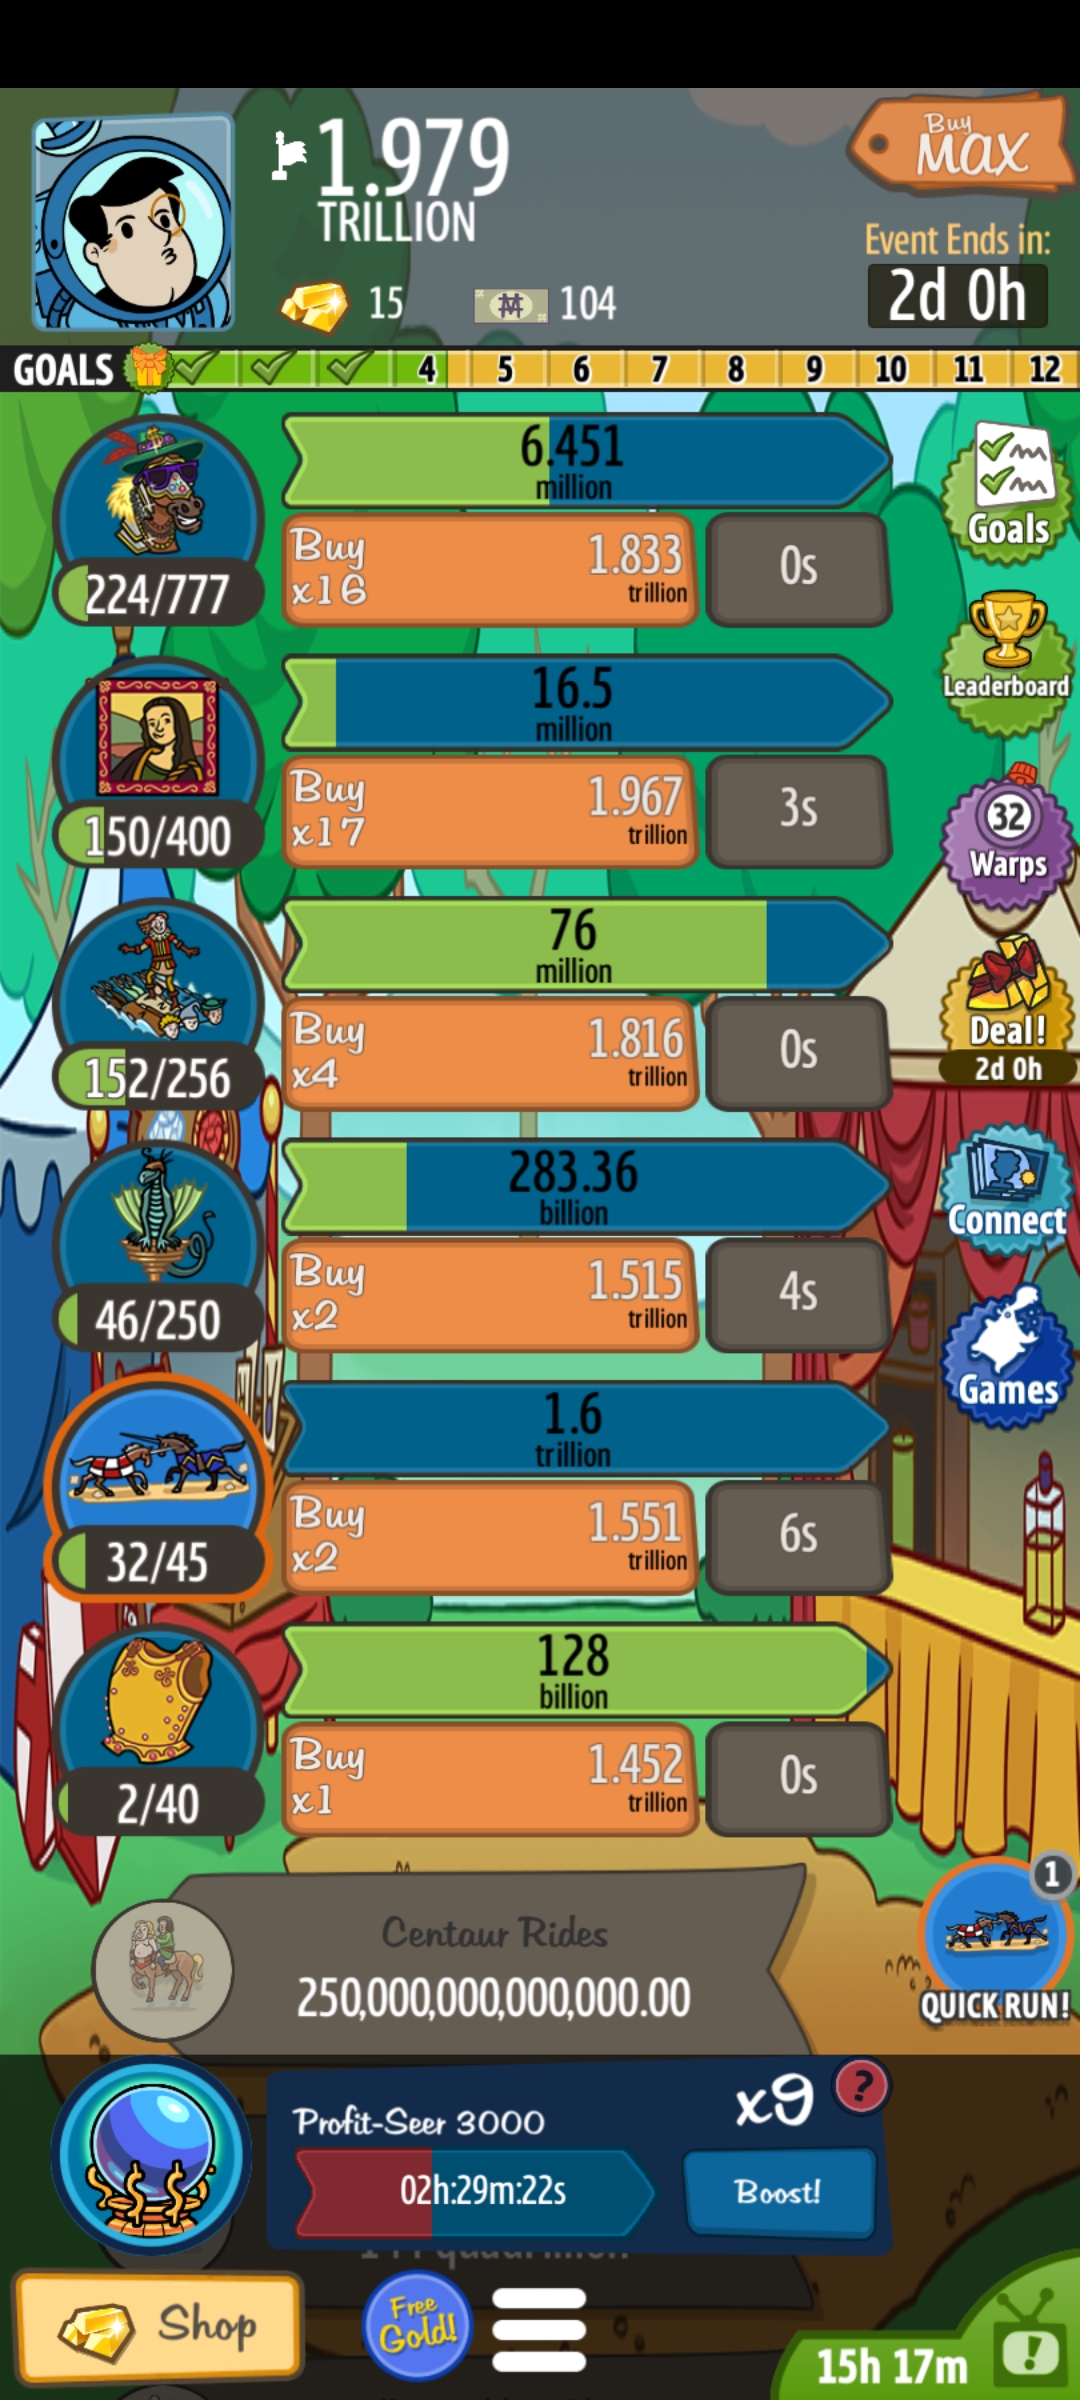 1.979
TRILLION
15
104
Buy
MAX
Event Ends in:
2d 0h
GOALS
4 5 6 7 8 9 10 11 12
6.451
million
224/777
Buy
x16
1.833
trillion
0s
Goals
16.5
million
150/400
Buy
x17
1.967
trillion
3s
Leaderboard
32
Warps
76
million
152/256
Buy
x4
1.816
trillion
0s
Deal!
2d 0h
283.36
billion
46/250
Buy
x2
1.515
trillion
4s
Connect
Games
1.6
trillion
32/45
Buy
x2
1.551
trillion
6s
128
billion
2/40
Buy
x1
1.452
trillion
0s
Centaur Rides
250,000,000,000,000.00
1
QUICK RUN!
Profit-Seer 3000
x9
?
02h:29m:22s
Boost!
Shop
Free
Gold!
15h 17m